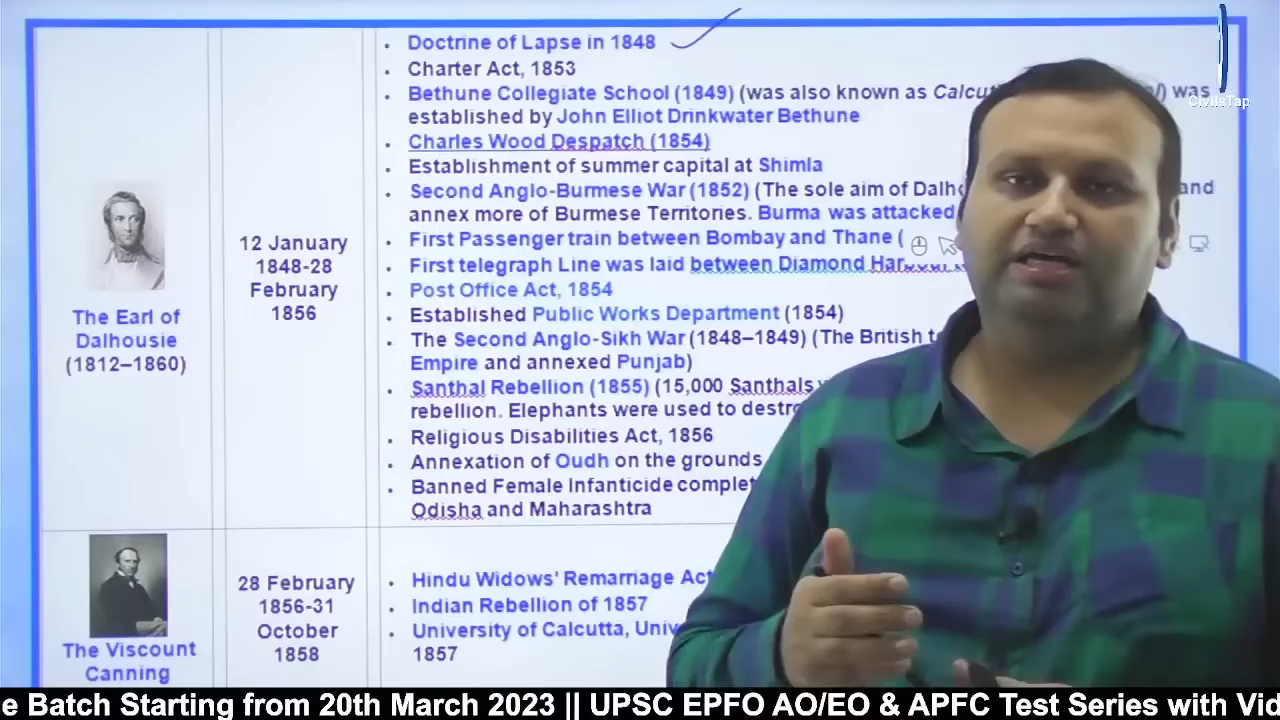 Doctrine of Lapse in 1848
Charter Act, 1853
Bethune Collegiate School (1849) (was also known as Calcut
) was
established by John Elliot Drinkwater Bethune
CivilsTap
Charles Wood Despatch (1854)
Establishment of summer capital at Shimla
Second Anglo-Burmese War (1852) (The sole aim of Dalho
and
annex more of Burmese Territories. Burma was attacked
First Passenger train between Bombay and Thane (
First telegraph Line was laid between Diamond Har
Post Office Act, 1854
Established Public Works Department (1854)
The Second Anglo-Sikh War (1848–1849) (The British to
Empire and annexed Punjab)
Santhal Rebellion (1855) (15,000 Santhals
rebellion. Elephants were used to destro
Religious Disabilities Act, 1856
Annexation of Oudh on the grounds
Banned Female Infanticide complet
Odisha and Maharashtra
12 January
1848-28
February
1856
The Earl of
Dalhousie
(1812–1860)
Hindu Widows' Remarriage Act
Indian Rebellion of 1857
University of Calcutta, Univ
1857
28 February
1856-31
October
1858
The Viscount
Canning
e Batch Starting from 20th March 2023 || UPSC EPFO AO/EO & APFC Test Series with Vid